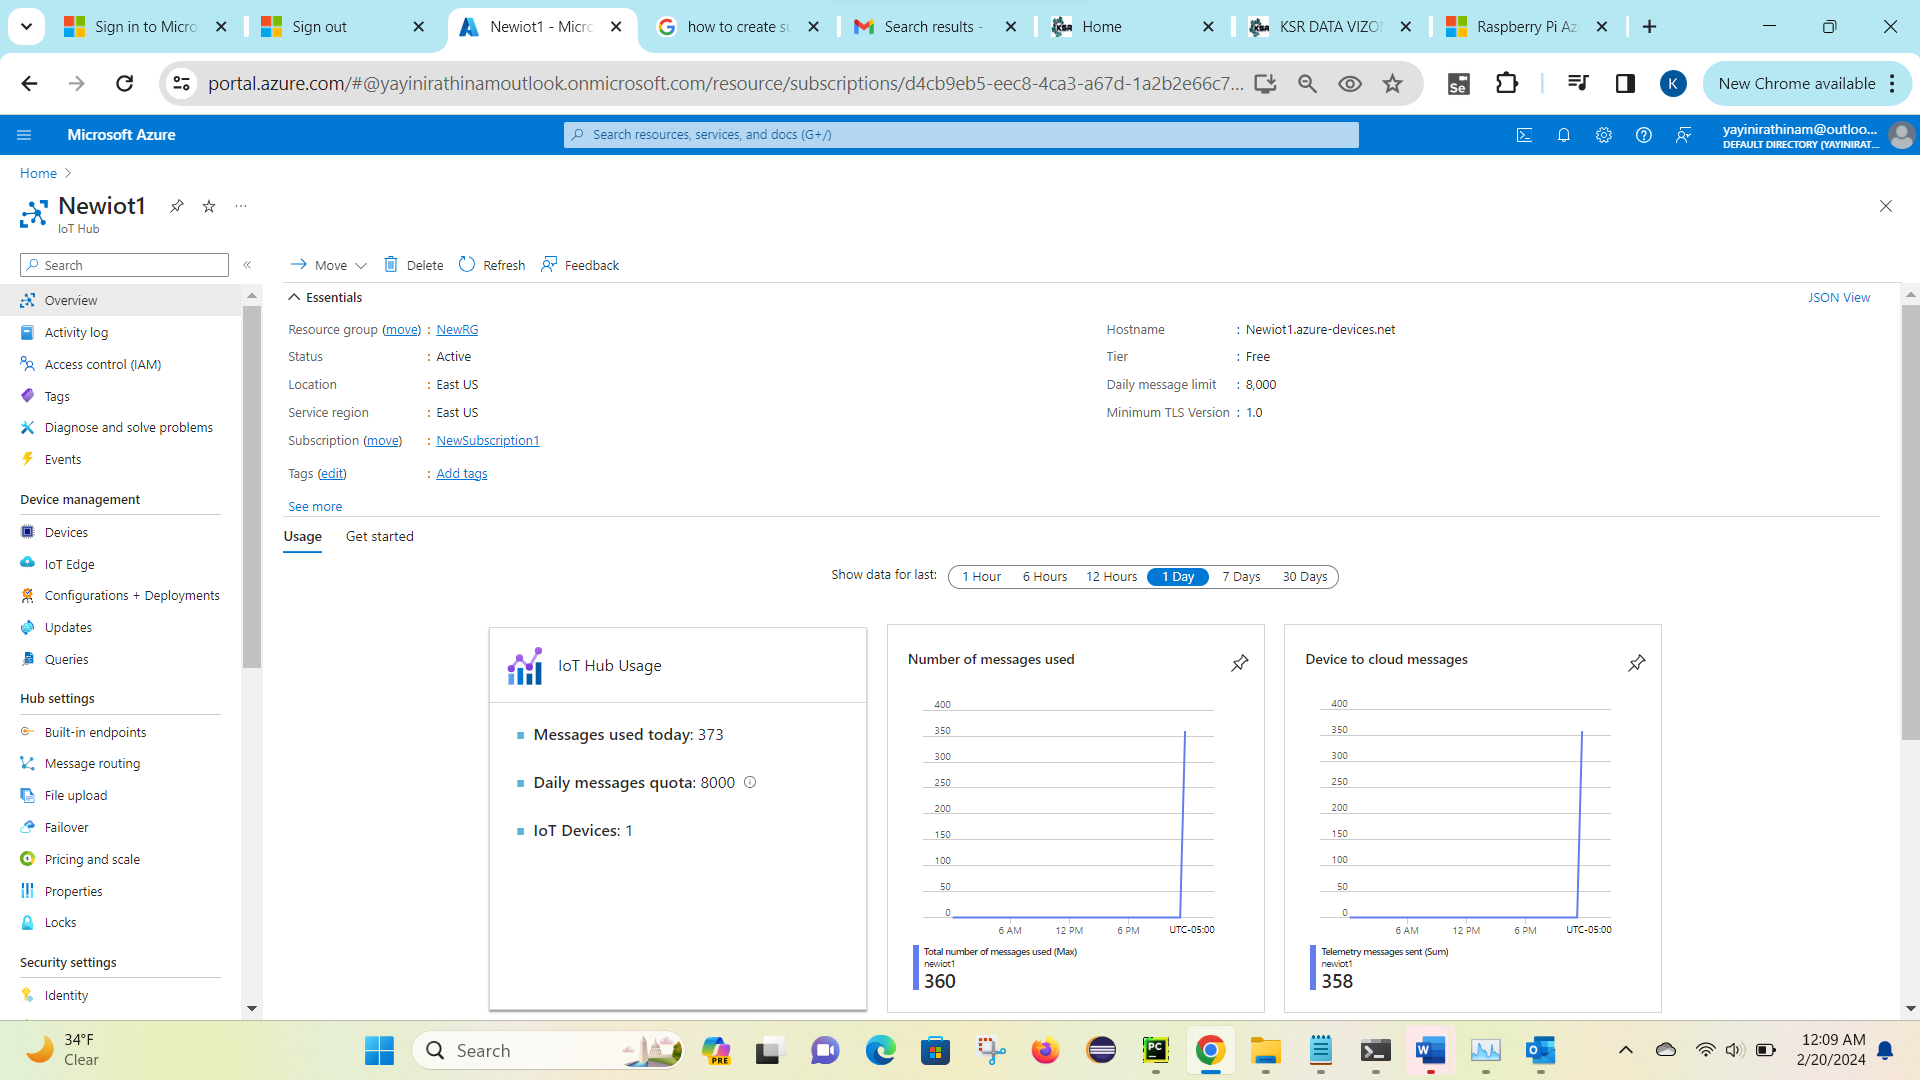 Sign in to Micro
Sign out
Newiot1 - Micro
how to create su
Search results -
Home
KSR DATA VIZON
Raspberry Pi Az
portal.azure.com/#@yayinirathinamoutlook.onmicrosoft.com/resource/subscriptions/d4cb9eb5-eec8-4ca3-a67d-1a2b2e66c7...
Se
K
New Chrome available
Microsoft Azure
Search resources, services, and docs (G+/)
yayinirathinam@outloo...
DEFAULT DIRECTORY (YAYINIRAT...
Home
Newiot1
IoT Hub
Search
Move
Delete
Refresh
Feedback
Overview
Activity log
Access control (IAM)
Tags
Diagnose and solve problems
Events
Device management
Devices
IoT Edge
Configurations + Deployments
Updates
Queries
Hub settings
Built-in endpoints
Message routing
File upload
Failover
Pricing and scale
Properties
Locks
Security settings
Identity
Essentials
JSON View
Resource group (move) : NewRG
Status : Active
Location : East US
Service region : East US
Subscription (move) : NewSubscription1
Tags (edit) : Add tags
See more
Hostname : Newiot1.azure-devices.net
Tier : Free
Daily message limit : 8,000
Minimum TLS Version : 1.0
Usage
Get started
Show data for last:
1 Hour
6 Hours
12 Hours
1 Day
7 Days
30 Days
IoT Hub Usage
Messages used today: 373
Daily messages quota: 8000
IoT Devices: 1
Number of messages used
400
350
300
250
200
150
100
50
0
6 AM
12 PM
6 PM
UTC-05:00
Total number of messages used (Max)
newiot1
360
Device to cloud messages
400
350
300
250
200
150
100
50
0
6 AM
12 PM
6 PM
UTC-05:00
Telemetry messages sent (Sum)
newiot1
358
34°F
Clear
Search
PRE
PC
W
12:09 AM
2/20/2024